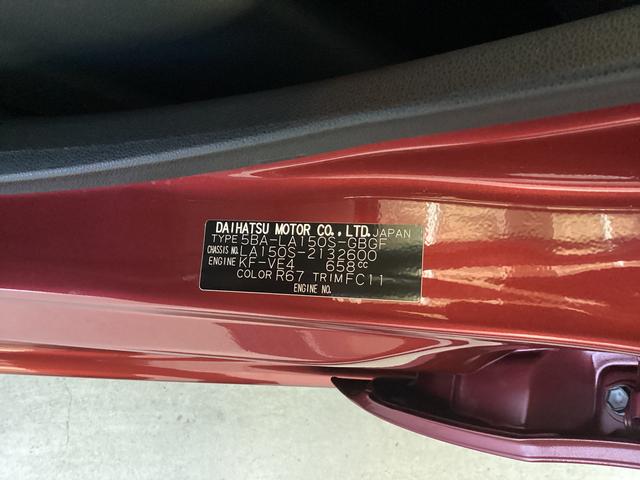 DAIHATSU MOTOR CO., LTD. JAPAN
TYPE 5BA-LA150S-GBGF
CHASSIS NO. LA150S-2132600
ENGINE KF-VE4 658cc
COLOR R67 TRIM FC11
ENGINE NO.